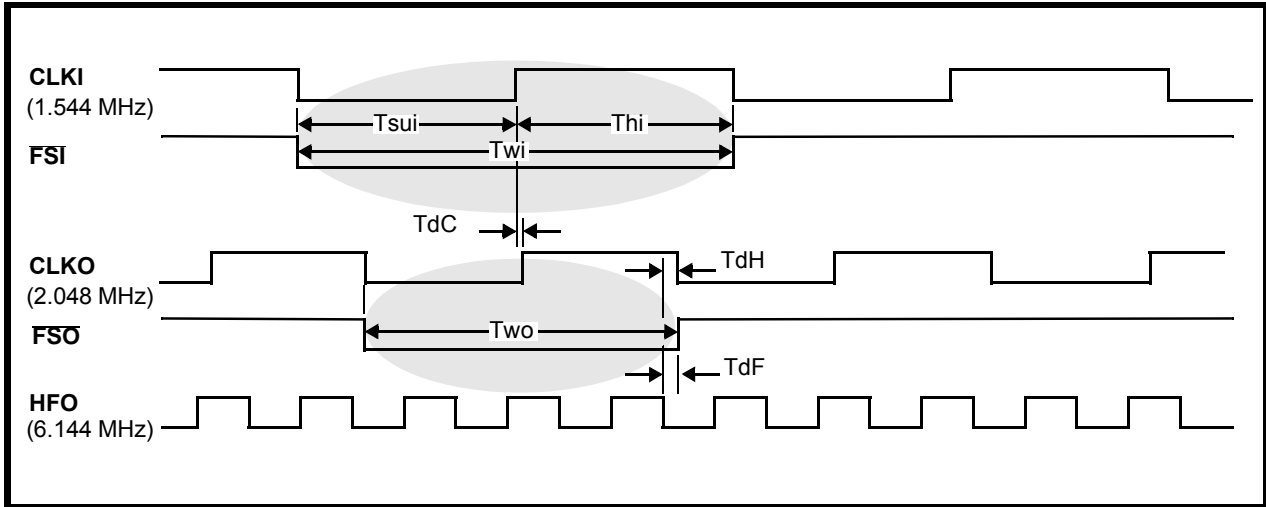 CLKI
(1.544 MHz)
Tsui
Thi
FSI
Twi
TdC
CLKO
(2.048 MHz)
TdH
FSO
Two
TdF
HFO
(6.144 MHz)